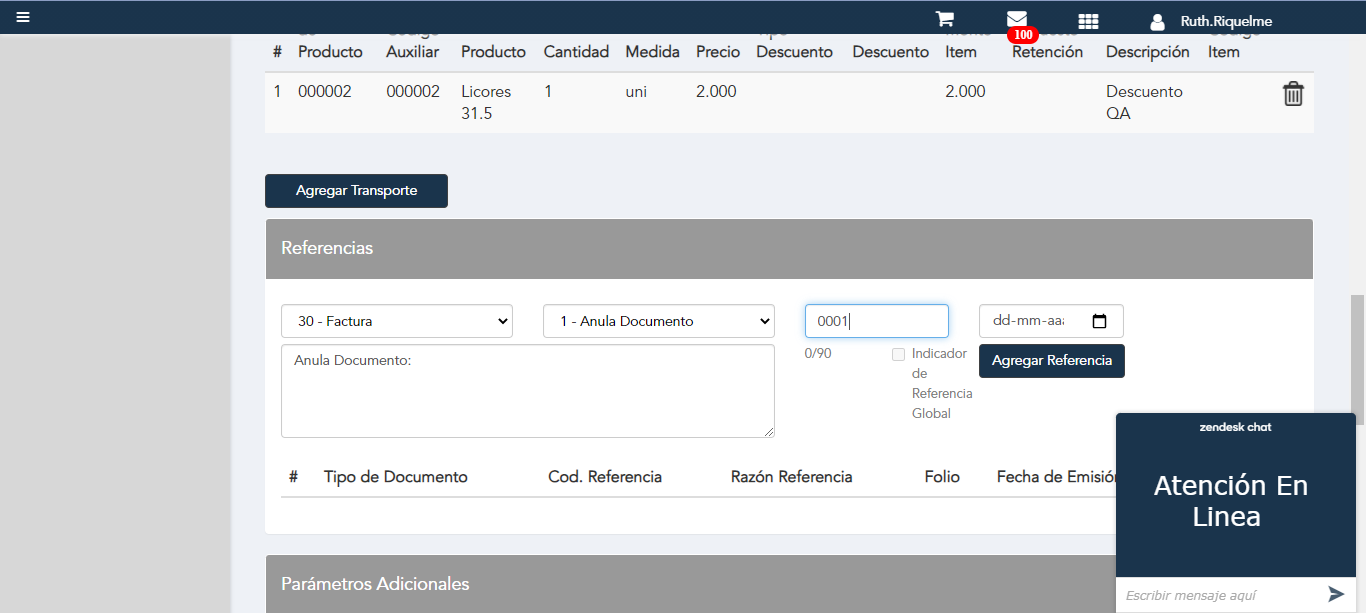 Ruth.Riquelme
100
# Producto Auxiliar Producto Cantidad Medida Precio Descuento Descuento Item Retención Descripción Item
1 000002 000002 Licores 1 uni 2.000 2.000 Descuento
31.5 QA
Agregar Transporte
Referencias
30 - Factura 1 - Anula Documento 0001 dd-mm-aa
Anula Documento:
0/90
Indicador
de
Referencia
Global
Agregar Referencia
# Tipo de Documento Cod. Referencia Razón Referencia Folio Fecha de Emisión
Parámetros Adicionales
zendesk chat
Atención En
Linea
Escribir mensaje aquí